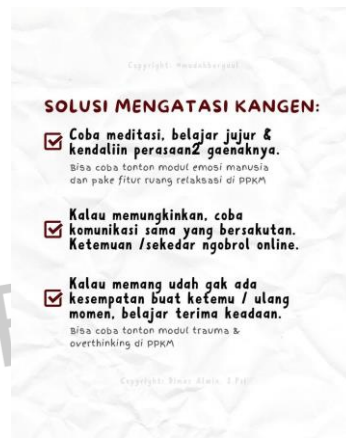 SOLUSI MENGATASI KANGEN:
Coba meditasi, belajar jujur &
kendaliin perasaan2 gaenaknya.
Bisa coba tonton modul emosi manusia
dan pake fitur ruang relaksasi di PPKM
Kalau memungkinkan, coba
komunikasi sama yang bersakutan.
Ketemuan /sekedar ngobrol online.
Kalau memang udah gak ada
kesempatan buat ketemu / ulang
momen, belajar terima keadaan.
Bisa coba tonton modul trauma &
overthinking di PPKM